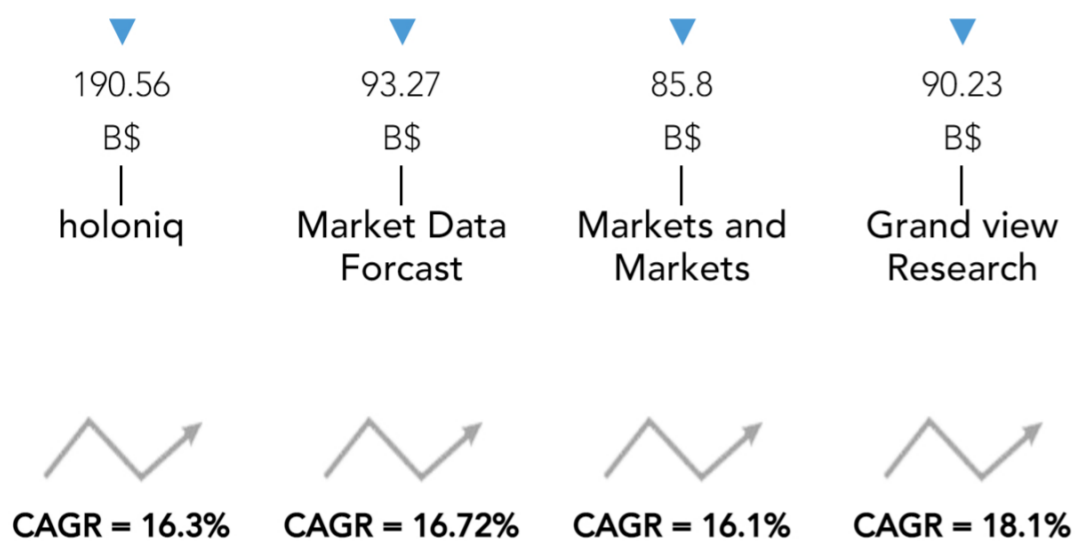 190.56
B$
holoniq
93.27
B$
Market Data
Forcast
85.8
B$
Markets and
Markets
90.23
B$
Grand view
Research
CAGR = 16.3%
CAGR = 16.72%
CAGR = 16.1%
CAGR = 18.1%